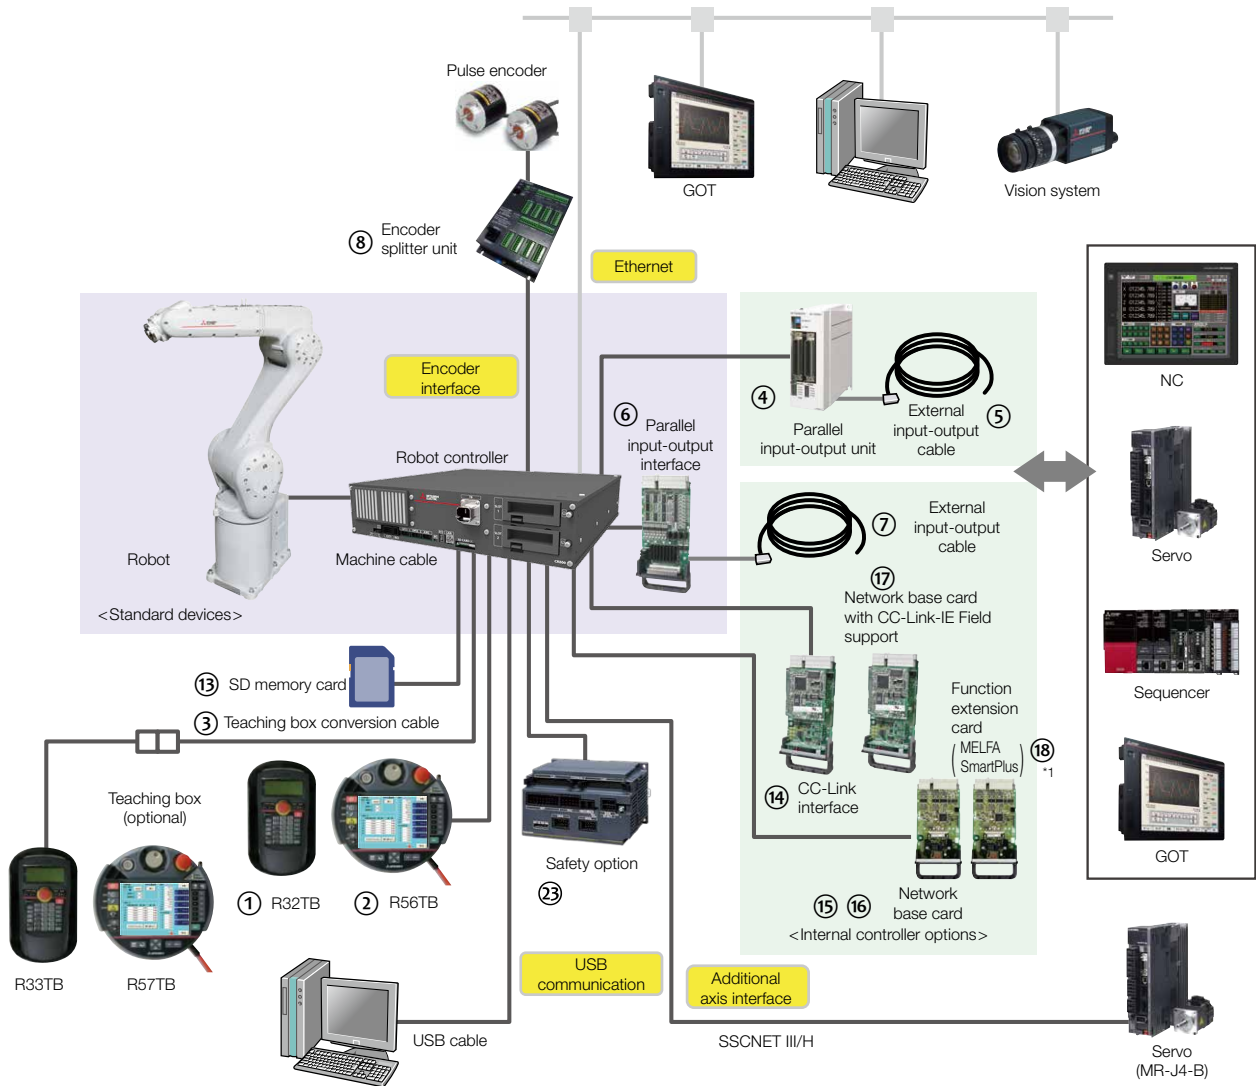 Pulse encoder
GOT
Vision system
⑧ Encoder
splitter unit
Ethernet
Encoder
interface
NC
④
Parallel
input-output unit
External
input-output
cable
⑤
⑥ Parallel
input-output
interface
Robot controller
Machine cable
Robot
<Standard devices>
⑦ External
input-output
cable
Servo
⑰
Network base card
with CC-Link-IE Field
support
Sequencer
⑬ SD memory card
③ Teaching box conversion cable
Function
extension
card
(MELFA
SmartPlus)
⑱
*1
⑭ CC-Link
interface
Teaching box
(optional)
GOT
Safety option
㉓
① R32TB
② R56TB
⑮ ⑯ Network
base card
<Internal controller options>
R33TB
R57TB
USB
communication
Additional
axis interface
USB cable
SSCNET III/H
Servo
(MR-J4-B)